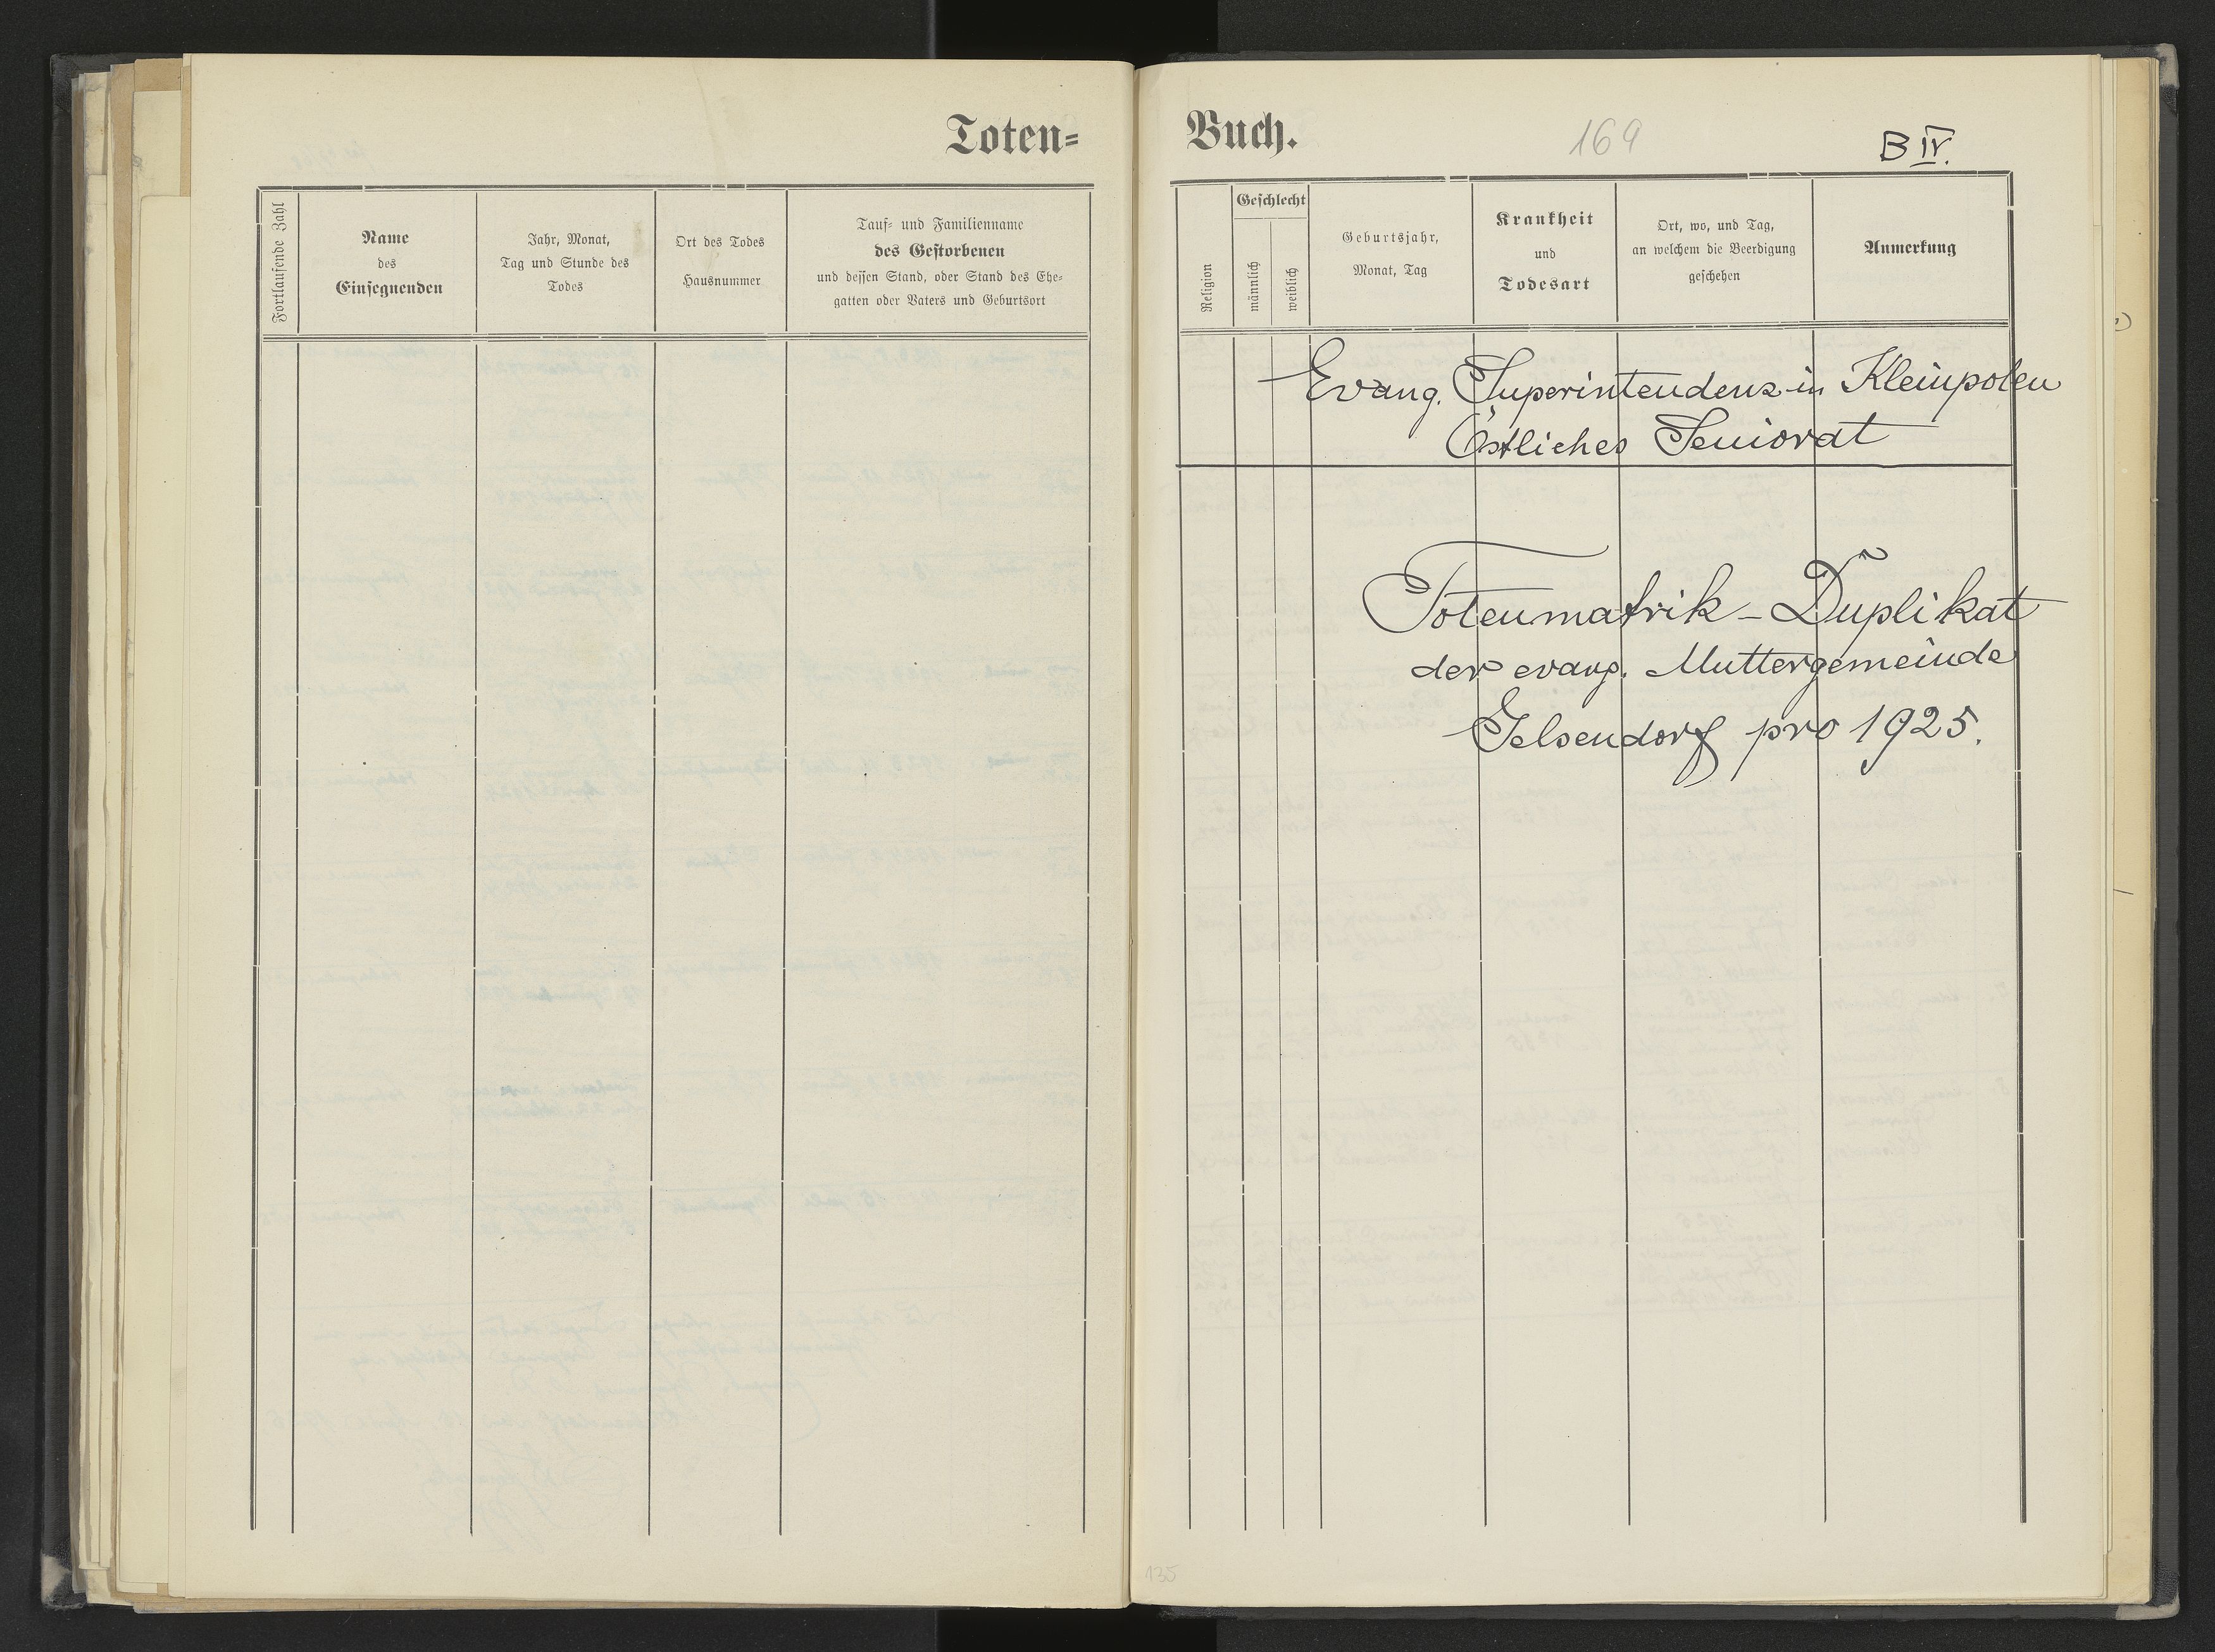 Toten=
Fortlaufende Zahl
Name
des
Einsegnenden
Jahr, Monat,
Tag und Stunde des
Todes
Ort des Todes
Hausnummer
Tauf= und Familienname
des Gestorbenen
und dessen Stand, oder Stand des Ehe=
gatten oder Vaters und Geburtsort
Buch.
169
B IV.
Religion
Geschlecht
männlich
weiblich
Geburtsjahr,
Monat, Tag
Krankheit
und
Todesart
Ort, wo, und Tag,
an welchem die Beerdigung
geschehen
Anmerkung
Evang. Superintendenz in Kleinpolen
Östliches Seniorat
Totenmatrik - Duplikat
der evang. Muttergemeinde
Gelsendorf pro 1925.
135